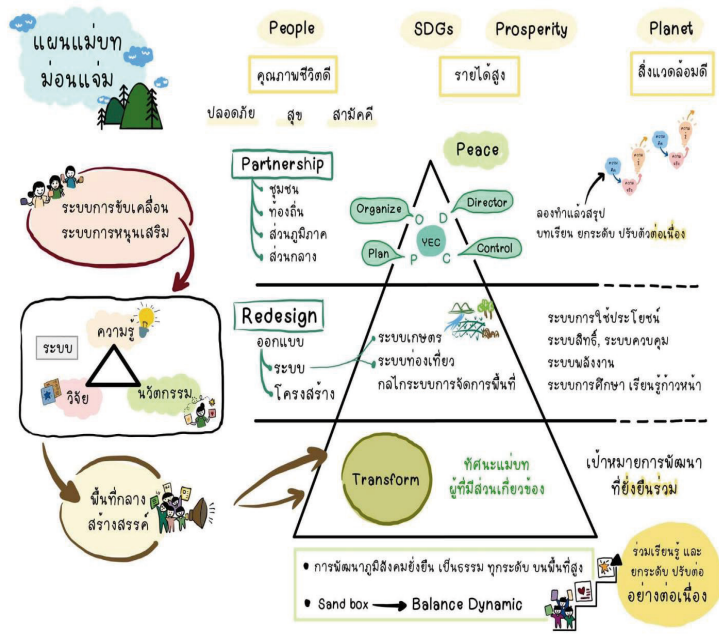 แผนแม่บท
ม่อนแจ่ม
People
SDGs
Prosperity
Planet
คุณภาพชีวิตดี
รายได้สูง
สิ่งแวดล้อมดี
ปลอดภัย สุข สามัคคี
ระบบการขับเคลื่อน
ระบบการหนุนเสริม
Partnership
ชุมชน
ท้องถิ่น
ส่วนภูมิภาค
ส่วนกลาง
Peace
Organize
Director
O D
YEC
P C
Plan
Control
ลองทำแล้วสรุป
บทเรียน ยกระดับ ปรับตัวต่อเนื่อง
ความรู้
ระบบ
วิจัย
นวัตกรรม
Redesign
ออกแบบ
ระบบ
โครงสร้าง
ระบบเกษตร
ระบบท่องเที่ยว
กลไกระบบการจัดการพื้นที่
ระบบการใช้ประโยชน์
ระบบสิทธิ์, ระบบควบคุม
ระบบพลังงาน
ระบบการศึกษา เรียนรู้ก้าวหน้า
พื้นที่กลาง
สร้างสรรค์
Transform
ทัศนะแม่บท
ผู้ที่มีส่วนเกี่ยวข้อง
เป้าหมายการพัฒนา
ที่ยั่งยืนร่วม
• การพัฒนาภูมิสังคมยั่งยืน เป็นธรรม ทุกระดับ บนพื้นที่สูง
• Sand box → Balance Dynamic
ร่วมเรียนรู้ และ
ยกระดับ ปรับต่อ
อย่างต่อเนื่อง